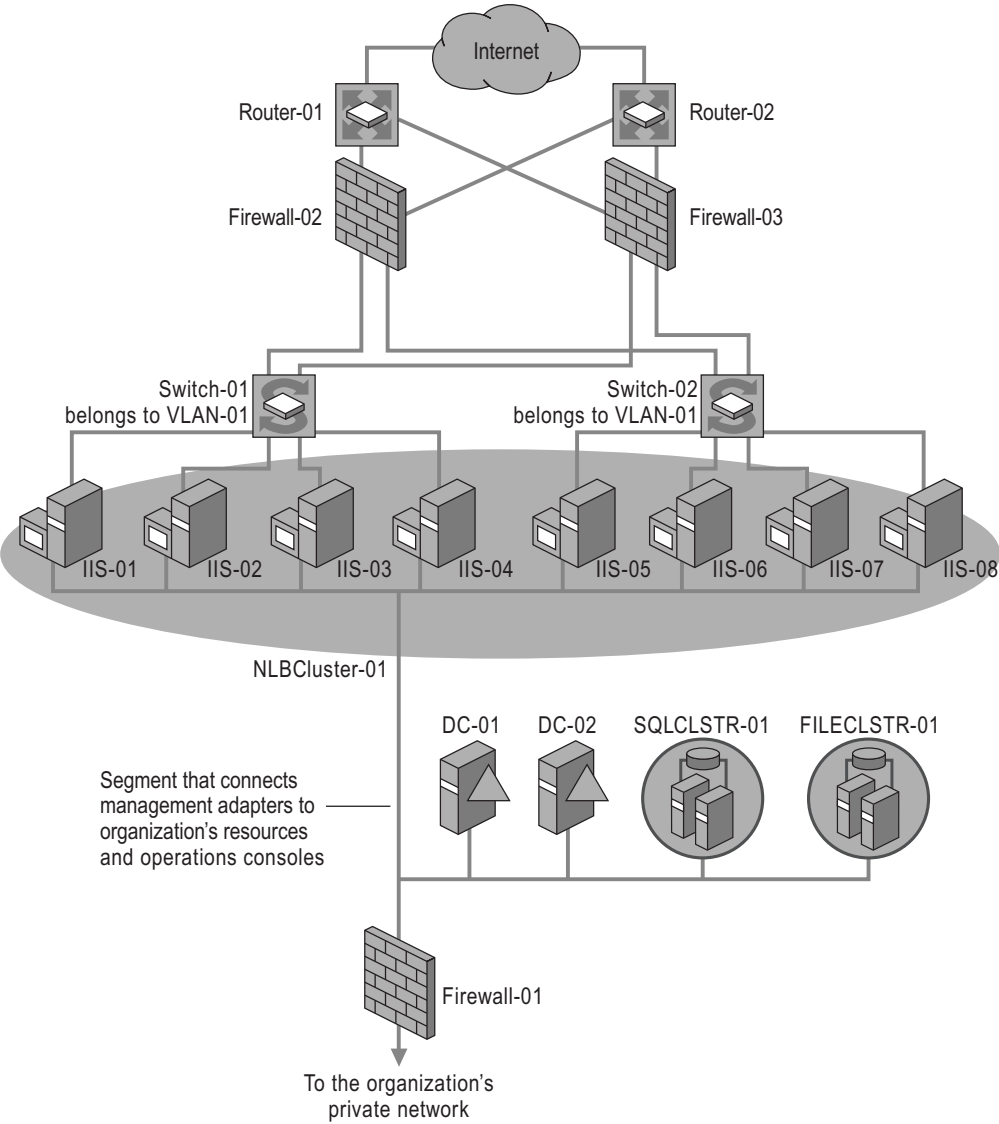 Internet
Router-01
Router-02
Firewall-02
Firewall-03
Switch-01
belongs to VLAN-01
Switch-02
belongs to VLAN-01
IIS-01
IIS-02
IIS-03
IIS-04
IIS-05
IIS-06
IIS-07
IIS-08
NLBCluster-01
DC-01
DC-02
SQLCLSTR-01
FILECLSTR-01
Segment that connects
management adapters to
organization's resources
and operations consoles
Firewall-01
To the organization's
private network